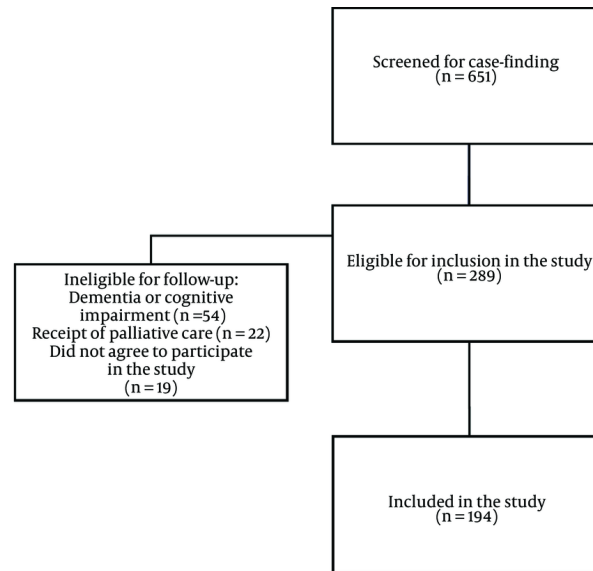 Screened for case-finding
(n = 651)
Eligible for inclusion in the study
(n = 289)
Ineligible for follow-up:
Dementia or cognitive
impairment (n =54)
Receipt of palliative care (n = 22)
Did not agree to participate
in the study
(n = 19)
Included in the study
(n = 194)